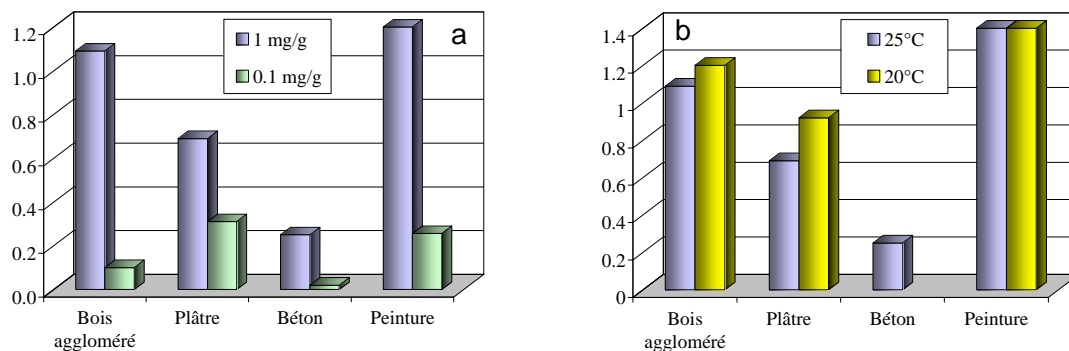 a
1 mg/g
0.1 mg/g
1.2
1.0
0.8
0.6
0.4
0.2
0.0
Bois
aggloméré
Plâtre
Béton
Peinture
b
25°C
20°C
1.4
1.2
1
0.8
0.6
0.4
0.2
0
Bois
aggloméré
Plâtre
Béton
Peinture